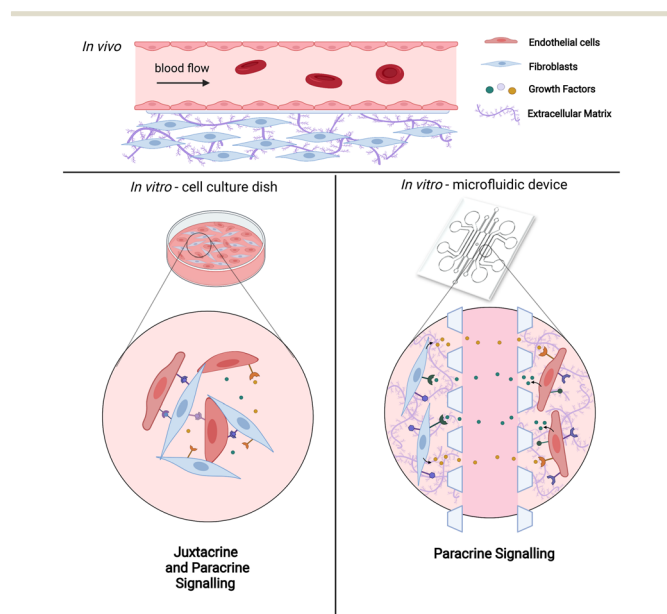 In vivo
blood flow
Endothelial cells
Fibroblasts
Growth Factors
Extracellular Matrix
In vitro - cell culture dish
In vitro - microfluidic device
Juxtacrine
and Paracrine
Signalling
Paracrine Signalling